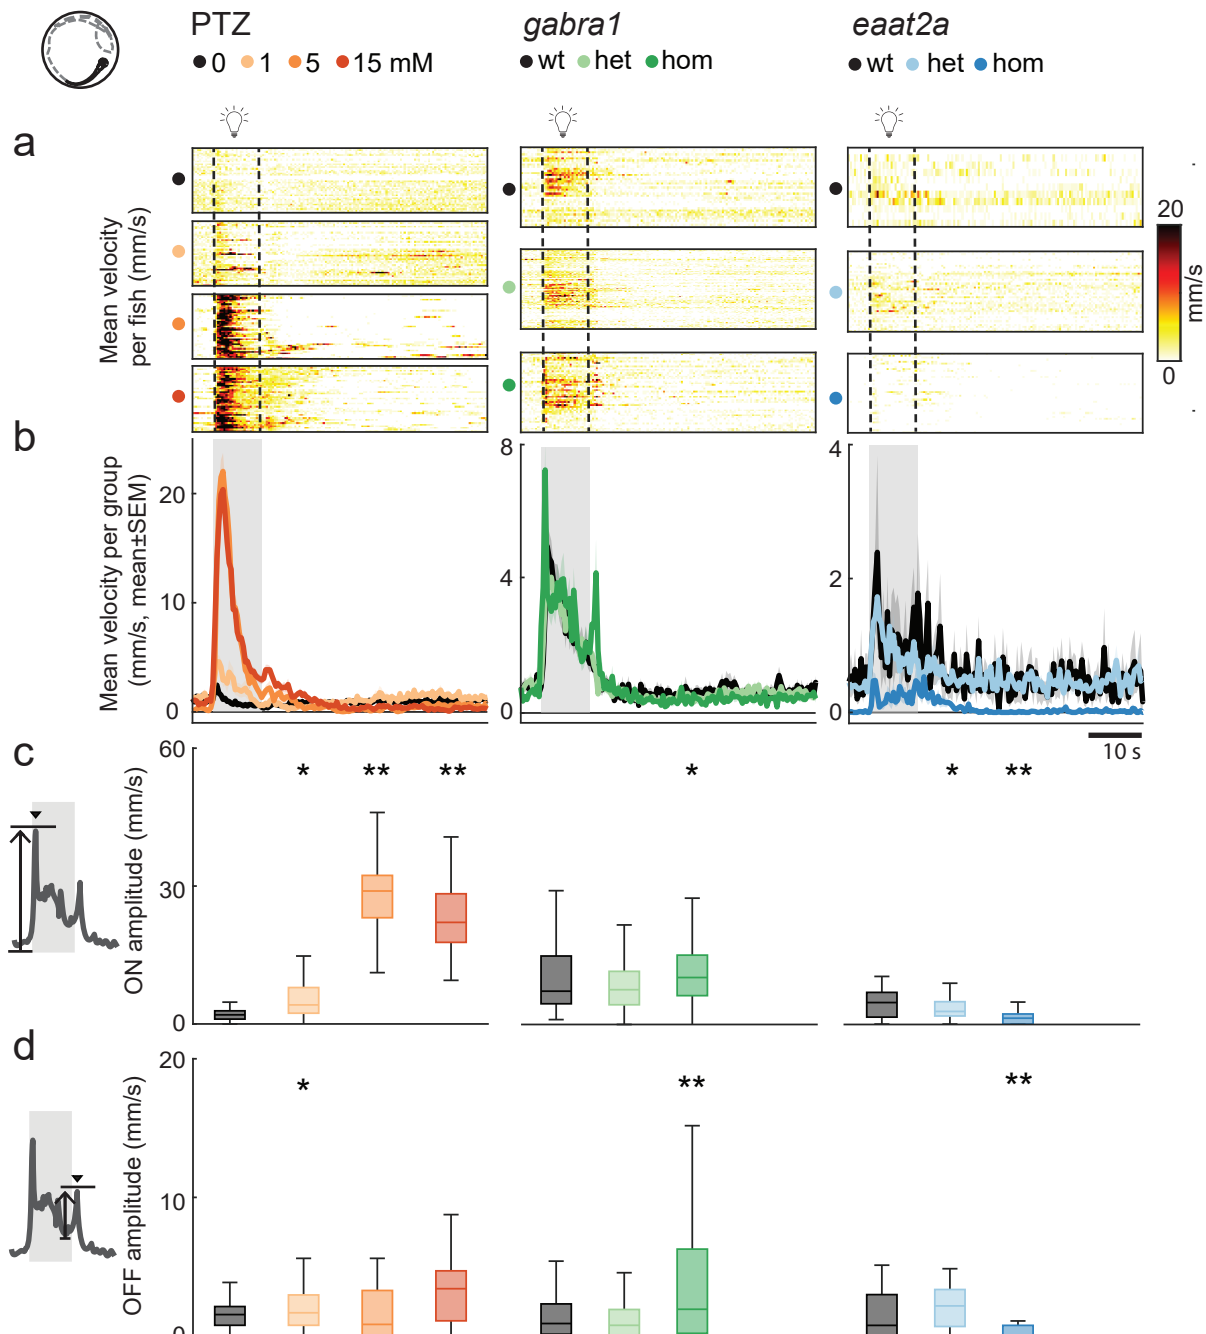 PTZ
0 1 5 15 mM
gabra1
wt het hom
eaat2a
wt het hom
a
Mean velocity
per fish (mm/s)
20
mm/s
0
b
Mean velocity per group
(mm/s, mean±SEM)
20
10
0
8
4
0
4
2
0
10 s
c
ON amplitude (mm/s)
60
30
0
* ** **
*
* **
d
OFF amplitude (mm/s)
20
10
0
*
**
**